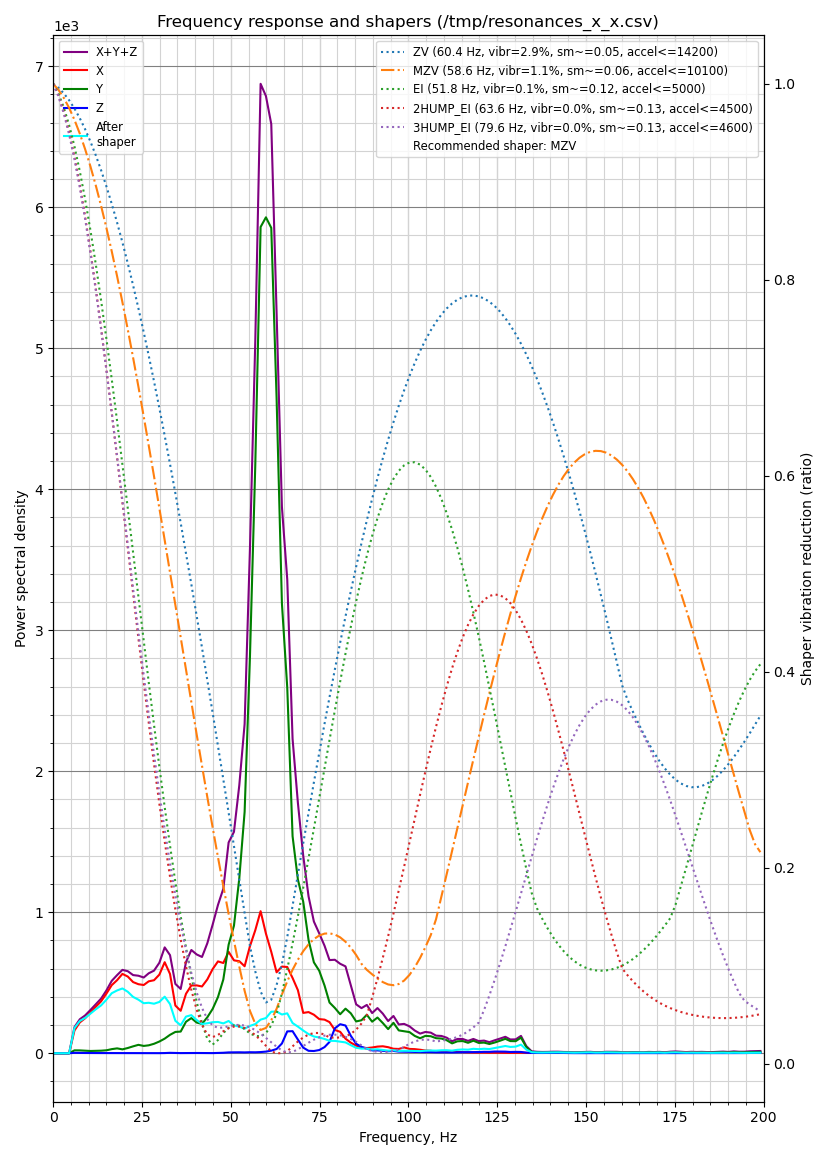 Frequency response and shapers (/tmp/resonances_x_x.csv)
1e3
X+Y+Z
X
Y
Z
After
shaper
ZV (60.4 Hz, vibr=2.9%, sm~=0.05, accel<=14200)
MZV (58.6 Hz, vibr=1.1%, sm~=0.06, accel<=10100)
EI (51.8 Hz, vibr=0.1%, sm~=0.12, accel<=5000)
2HUMP_EI (63.6 Hz, vibr=0.0%, sm~=0.13, accel<=4500)
3HUMP_EI (79.6 Hz, vibr=0.0%, sm~=0.13, accel<=4600)
Recommended shaper: MZV
7
6
5
4
3
2
1
0
Power spectral density
1.0
0.8
0.6
0.4
0.2
0.0
Shaper vibration reduction (ratio)
0 25 50 75 100 125 150 175 200
Frequency, Hz